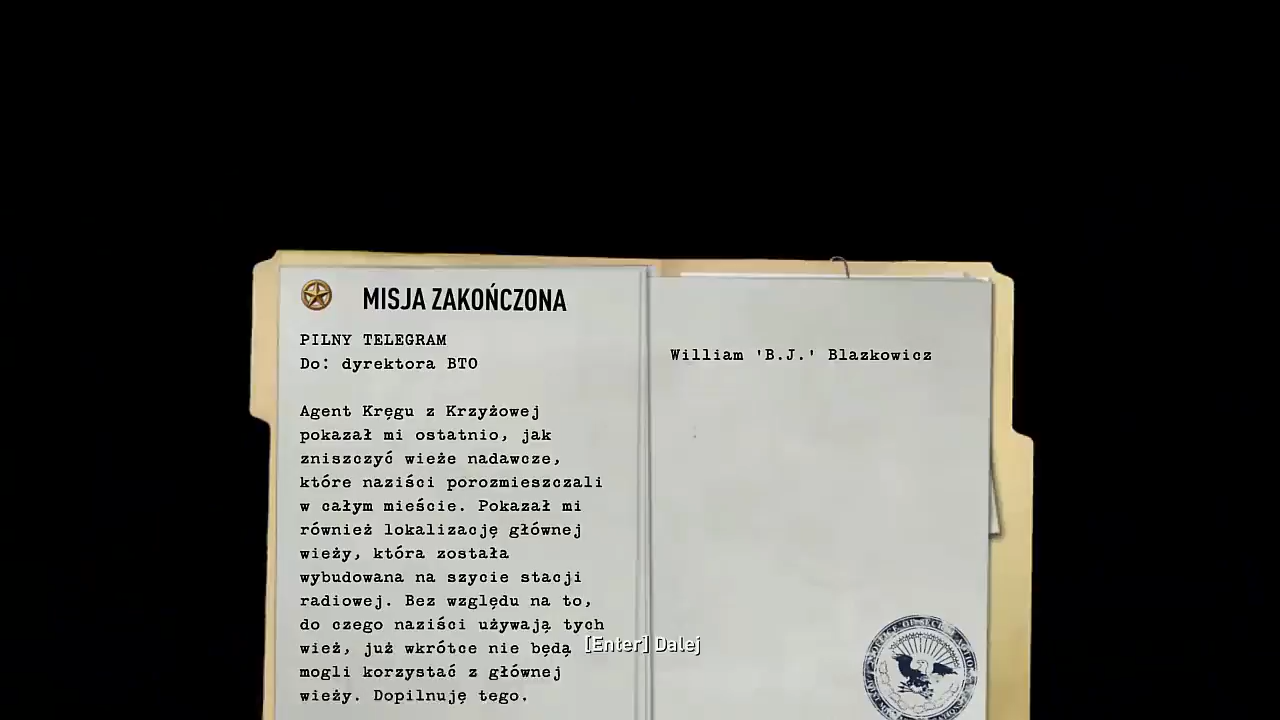 MISJA ZAKOŃCZONA
PILNY TELEGRAM
Do: dyrektora BTO
Agent Kręgu z Krzyżowej
pokazał mi ostatnio, jak
zniszczyć wieże nadawcze,
które naziści porozmieszczali
w całym mieście. Pokazał mi
również lokalizację głównej
wieży, która została
wybudowana na szycie stacji
radiowej. Bez względu na to,
do czego naziści używają tych
wież, już wkrótce nie będą
mogli korzystać z głównej
wieży. Dopilnuję tego.
William 'B.J.' Blazkowicz
[Enter] Dalej